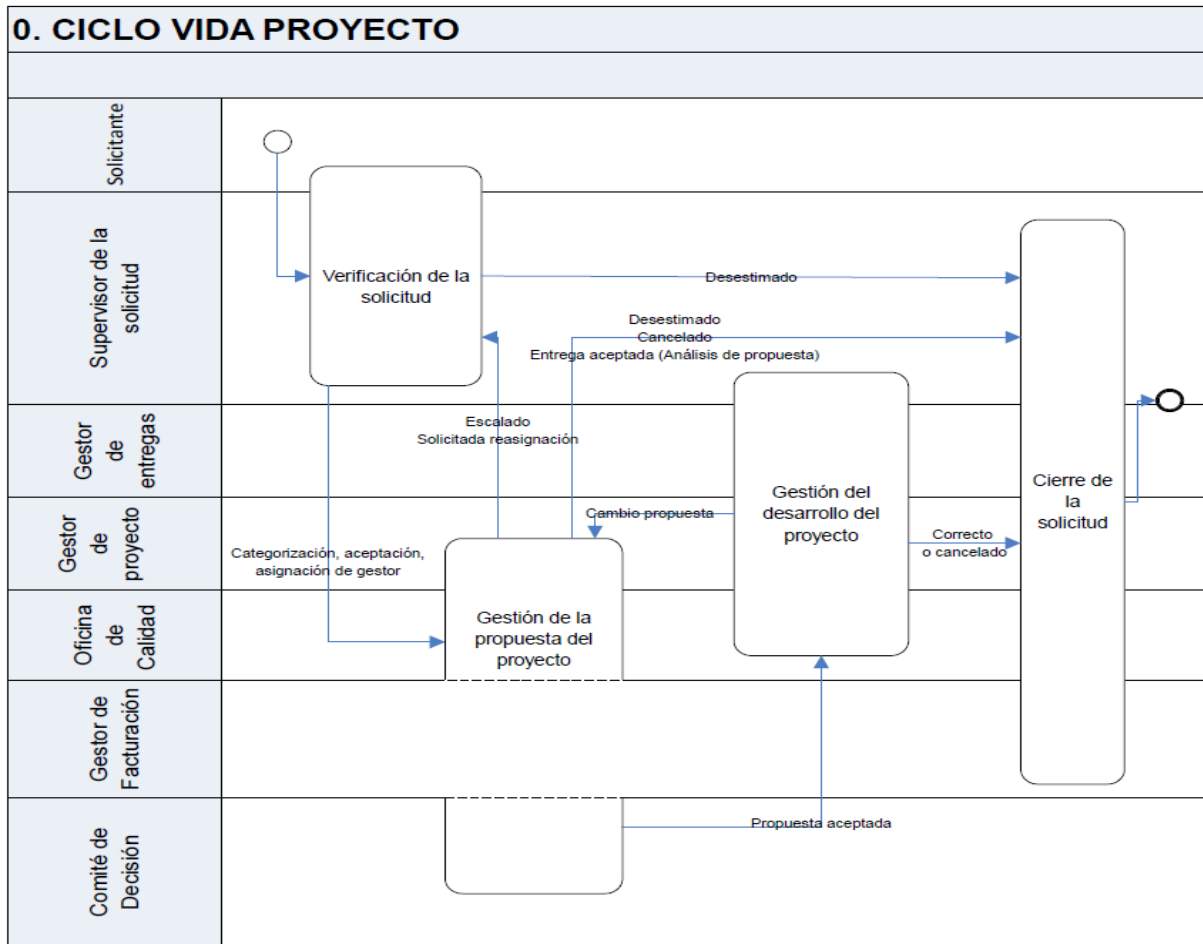 0. CICLO VIDA PROYECTO
Solicitante
Supervisor de la
solicitud
Gestor
de
entregas
Gestor
de
proyecto
Oficina
de
Calidad
Gestor de
Facturación
Comité de
Decisión
Verificación de la
solicitud
Desestimado
Desestimado
Cancelado
Entrega aceptada (Análisis de propuesta)
Escalado
Solicitada reasignación
Categorización, aceptación,
asignación de gestor
Gestión de la
propuesta del
proyecto
Cambio propuesta
Gestión del
desarrollo del
proyecto
Correcto
o cancelado
Cierre de
la
solicitud
Propuesta aceptada